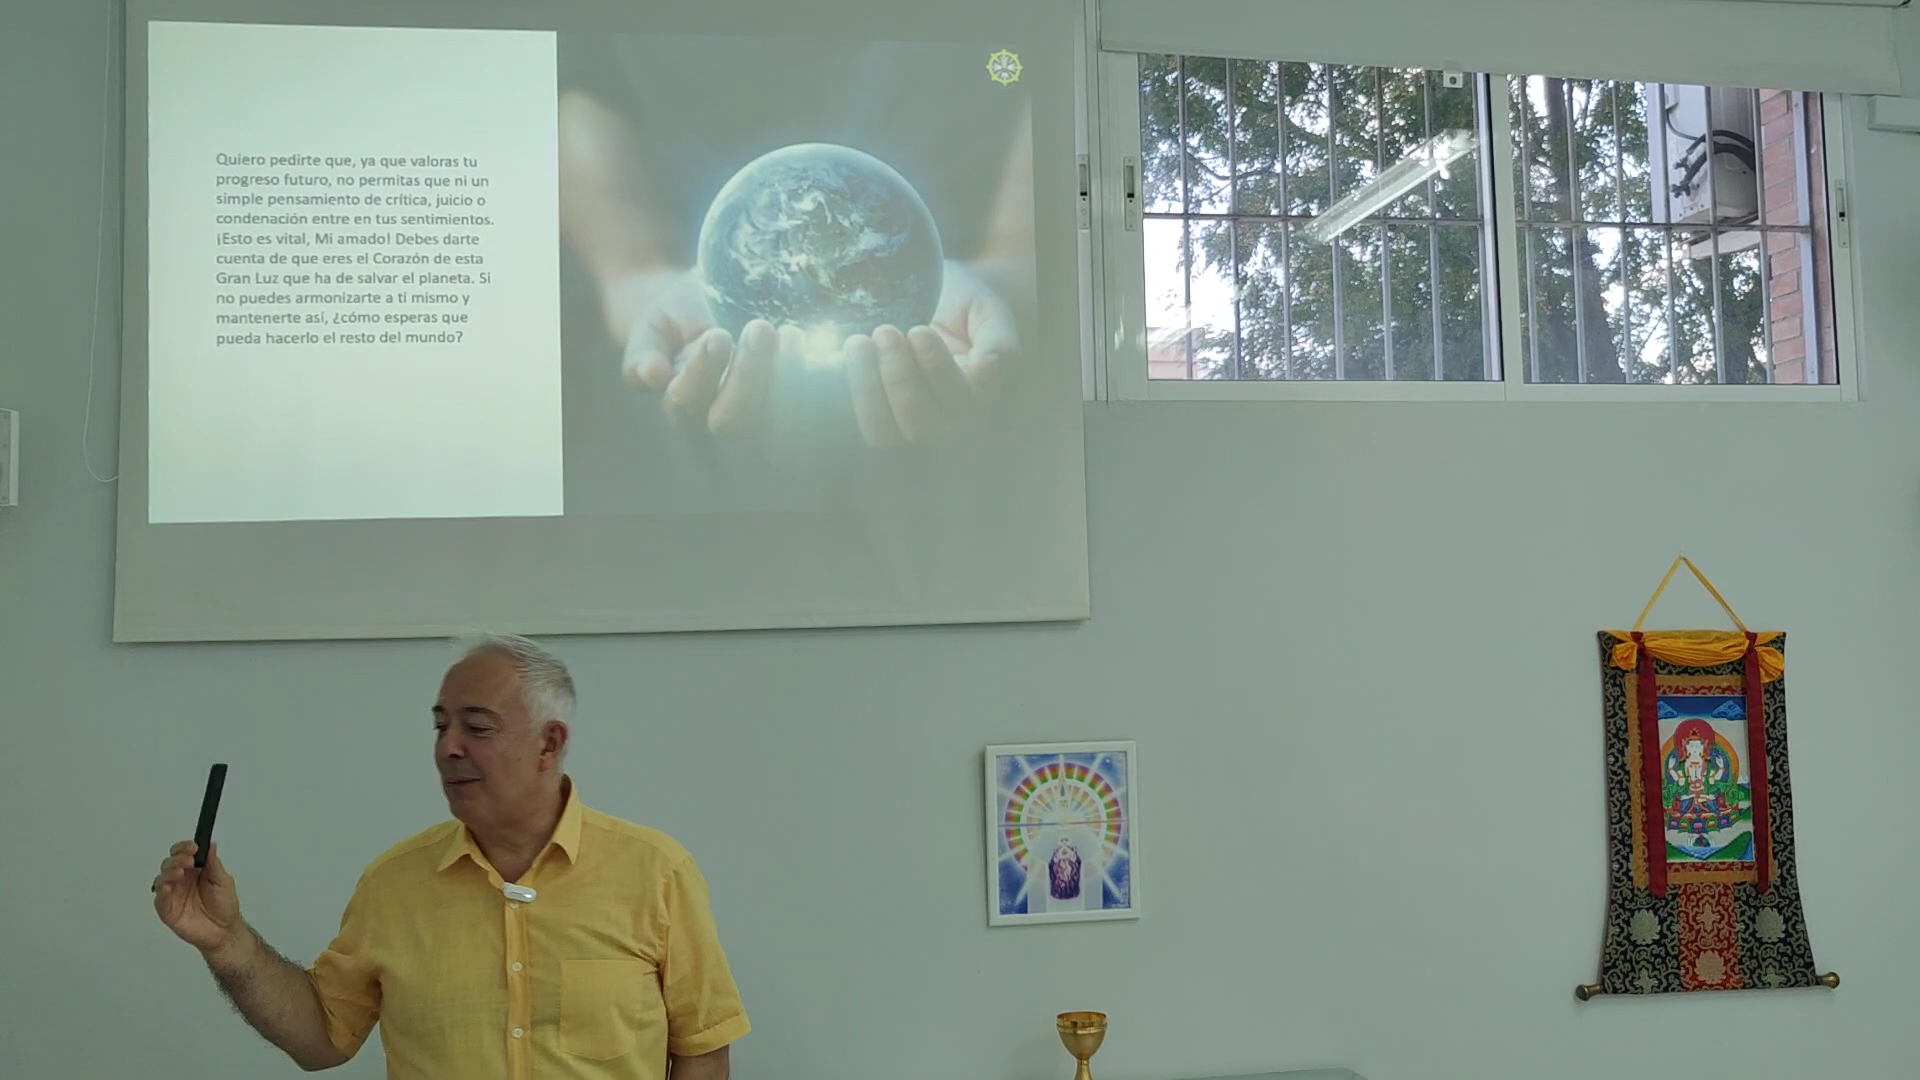 Quiero pedirte que, ya que valoras tu
progreso futuro, no permitas que ni un
simple pensamiento de crítica, juicio o
condenación entre en tus sentimientos.
¡Esto es vital, Mi amado! Debes darte
cuenta de que eres el Corazón de esta
Gran Luz que ha de salvar el planeta. Si
no puedes armonizarte a ti mismo y
mantenerte así, ¿cómo esperas que
pueda hacerlo el resto del mundo?